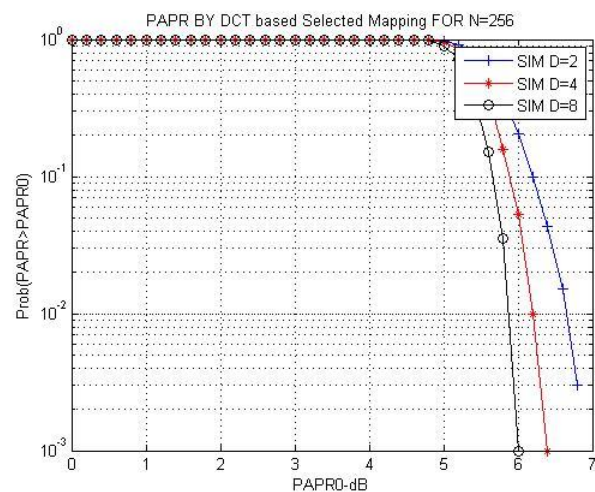 PAPR BY DCT based Selected Mapping FOR N=256
10^0
SIM D=2
SIM D=4
SIM D=8
10^-1
Prob(PAPR>PAPR0)
10^-2
10^-3
0 1 2 3 4 5 6 7
PAPR0-dB